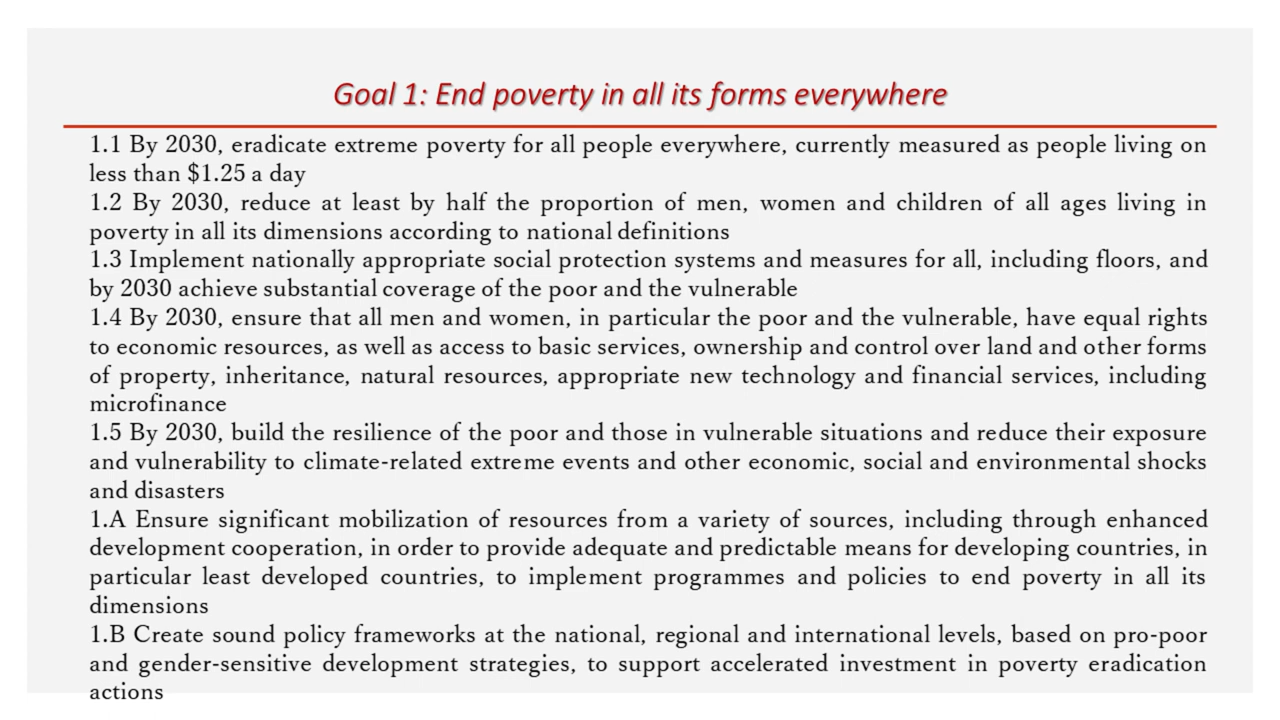 Goal 1: End poverty in all its forms everywhere
1.1 By 2030, eradicate extreme poverty for all people everywhere, currently measured as people living on
less than $1.25 a day
1.2 By 2030, reduce at least by half the proportion of men, women and children of all ages living in
poverty in all its dimensions according to national definitions
1.3 Implement nationally appropriate social protection systems and measures for all, including floors, and
by 2030 achieve substantial coverage of the poor and the vulnerable
1.4 By 2030, ensure that all men and women, in particular the poor and the vulnerable, have equal rights
to economic resources, as well as access to basic services, ownership and control over land and other forms
of property, inheritance, natural resources, appropriate new technology and financial services, including
microfinance
1.5 By 2030, build the resilience of the poor and those in vulnerable situations and reduce their exposure
and vulnerability to climate-related extreme events and other economic, social and environmental shocks
and disasters
1.A Ensure significant mobilization of resources from a variety of sources, including through enhanced
development cooperation, in order to provide adequate and predictable means for developing countries, in
particular least developed countries, to implement programmes and policies to end poverty in all its
dimensions
1.B Create sound policy frameworks at the national, regional and international levels, based on pro-poor
and gender-sensitive development strategies, to support accelerated investment in poverty eradication
actions